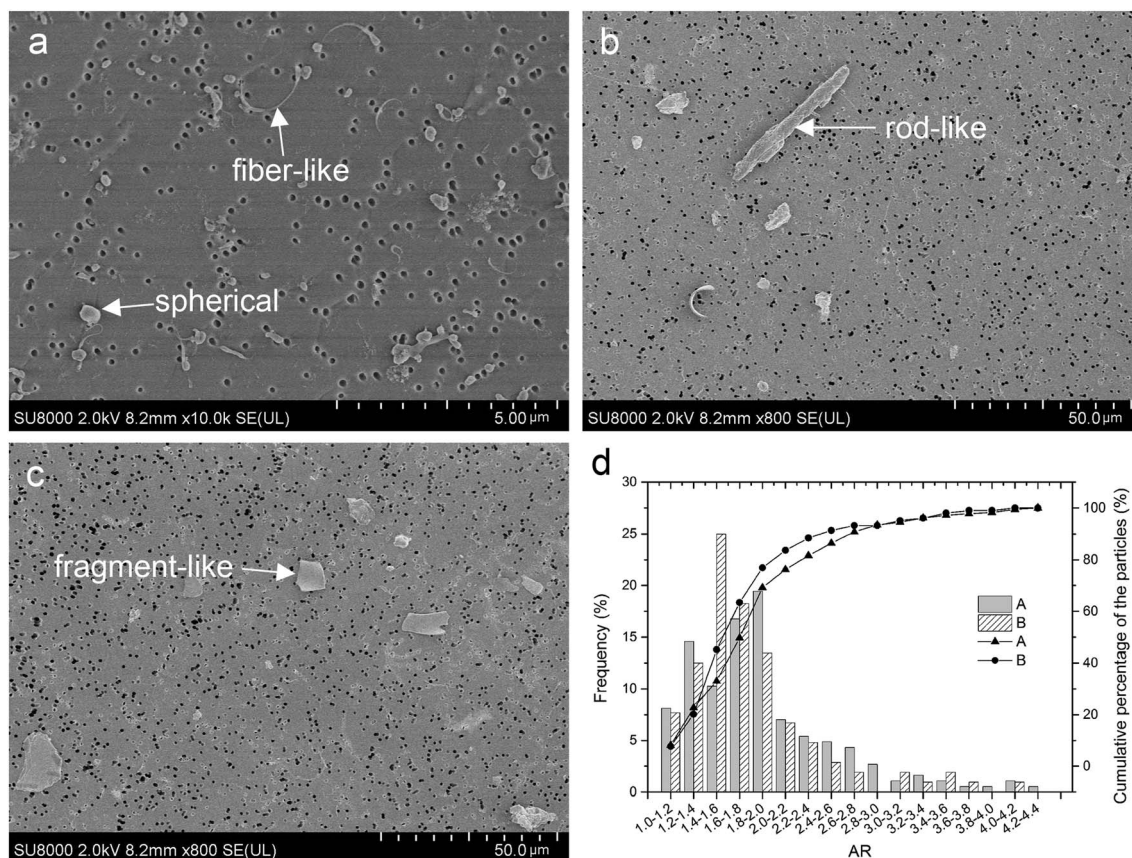 a
fiber-like
spherical
SU8000 2.0kV 8.2mm x10.0k SE(UL)
5.00 μm
b
rod-like
SU8000 2.0kV 8.2mm x800 SE(UL)
50.0 μm
c
fragment-like
SU8000 2.0kV 8.2mm x800 SE(UL)
50.0 μm
d
30
25
20
15
10
5
0
Frequency (%)
100
80
60
40
20
0
Cumulative percentage of the particles (%)
A
B
A
B
1.0-1.2
1.2-1.4
1.4-1.6
1.6-1.8
1.8-2.0
2.0-2.2
2.2-2.4
2.4-2.6
2.6-2.8
2.8-3.0
3.0-3.2
3.2-3.4
3.4-3.6
3.6-3.8
3.8-4.0
4.0-4.2
4.2-4.4
AR